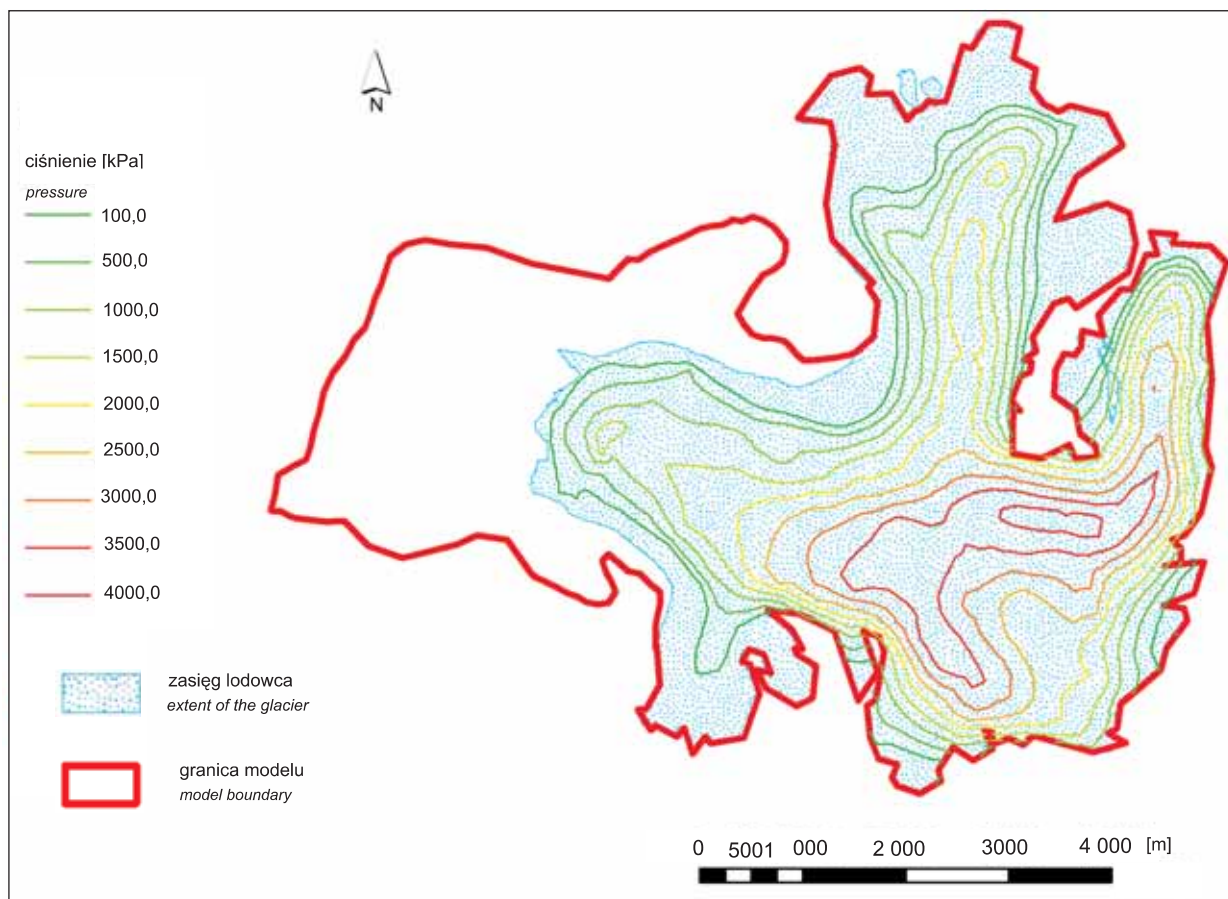 N
ciśnienie [kPa]
pressure
100,0
500,0
1000,0
1500,0
2000,0
2500,0
3000,0
3500,0
4000,0
zasięg lodowca
extent of the glacier
granica modelu
model boundary
0 5001 000 2 000 3000 4 000 [m]